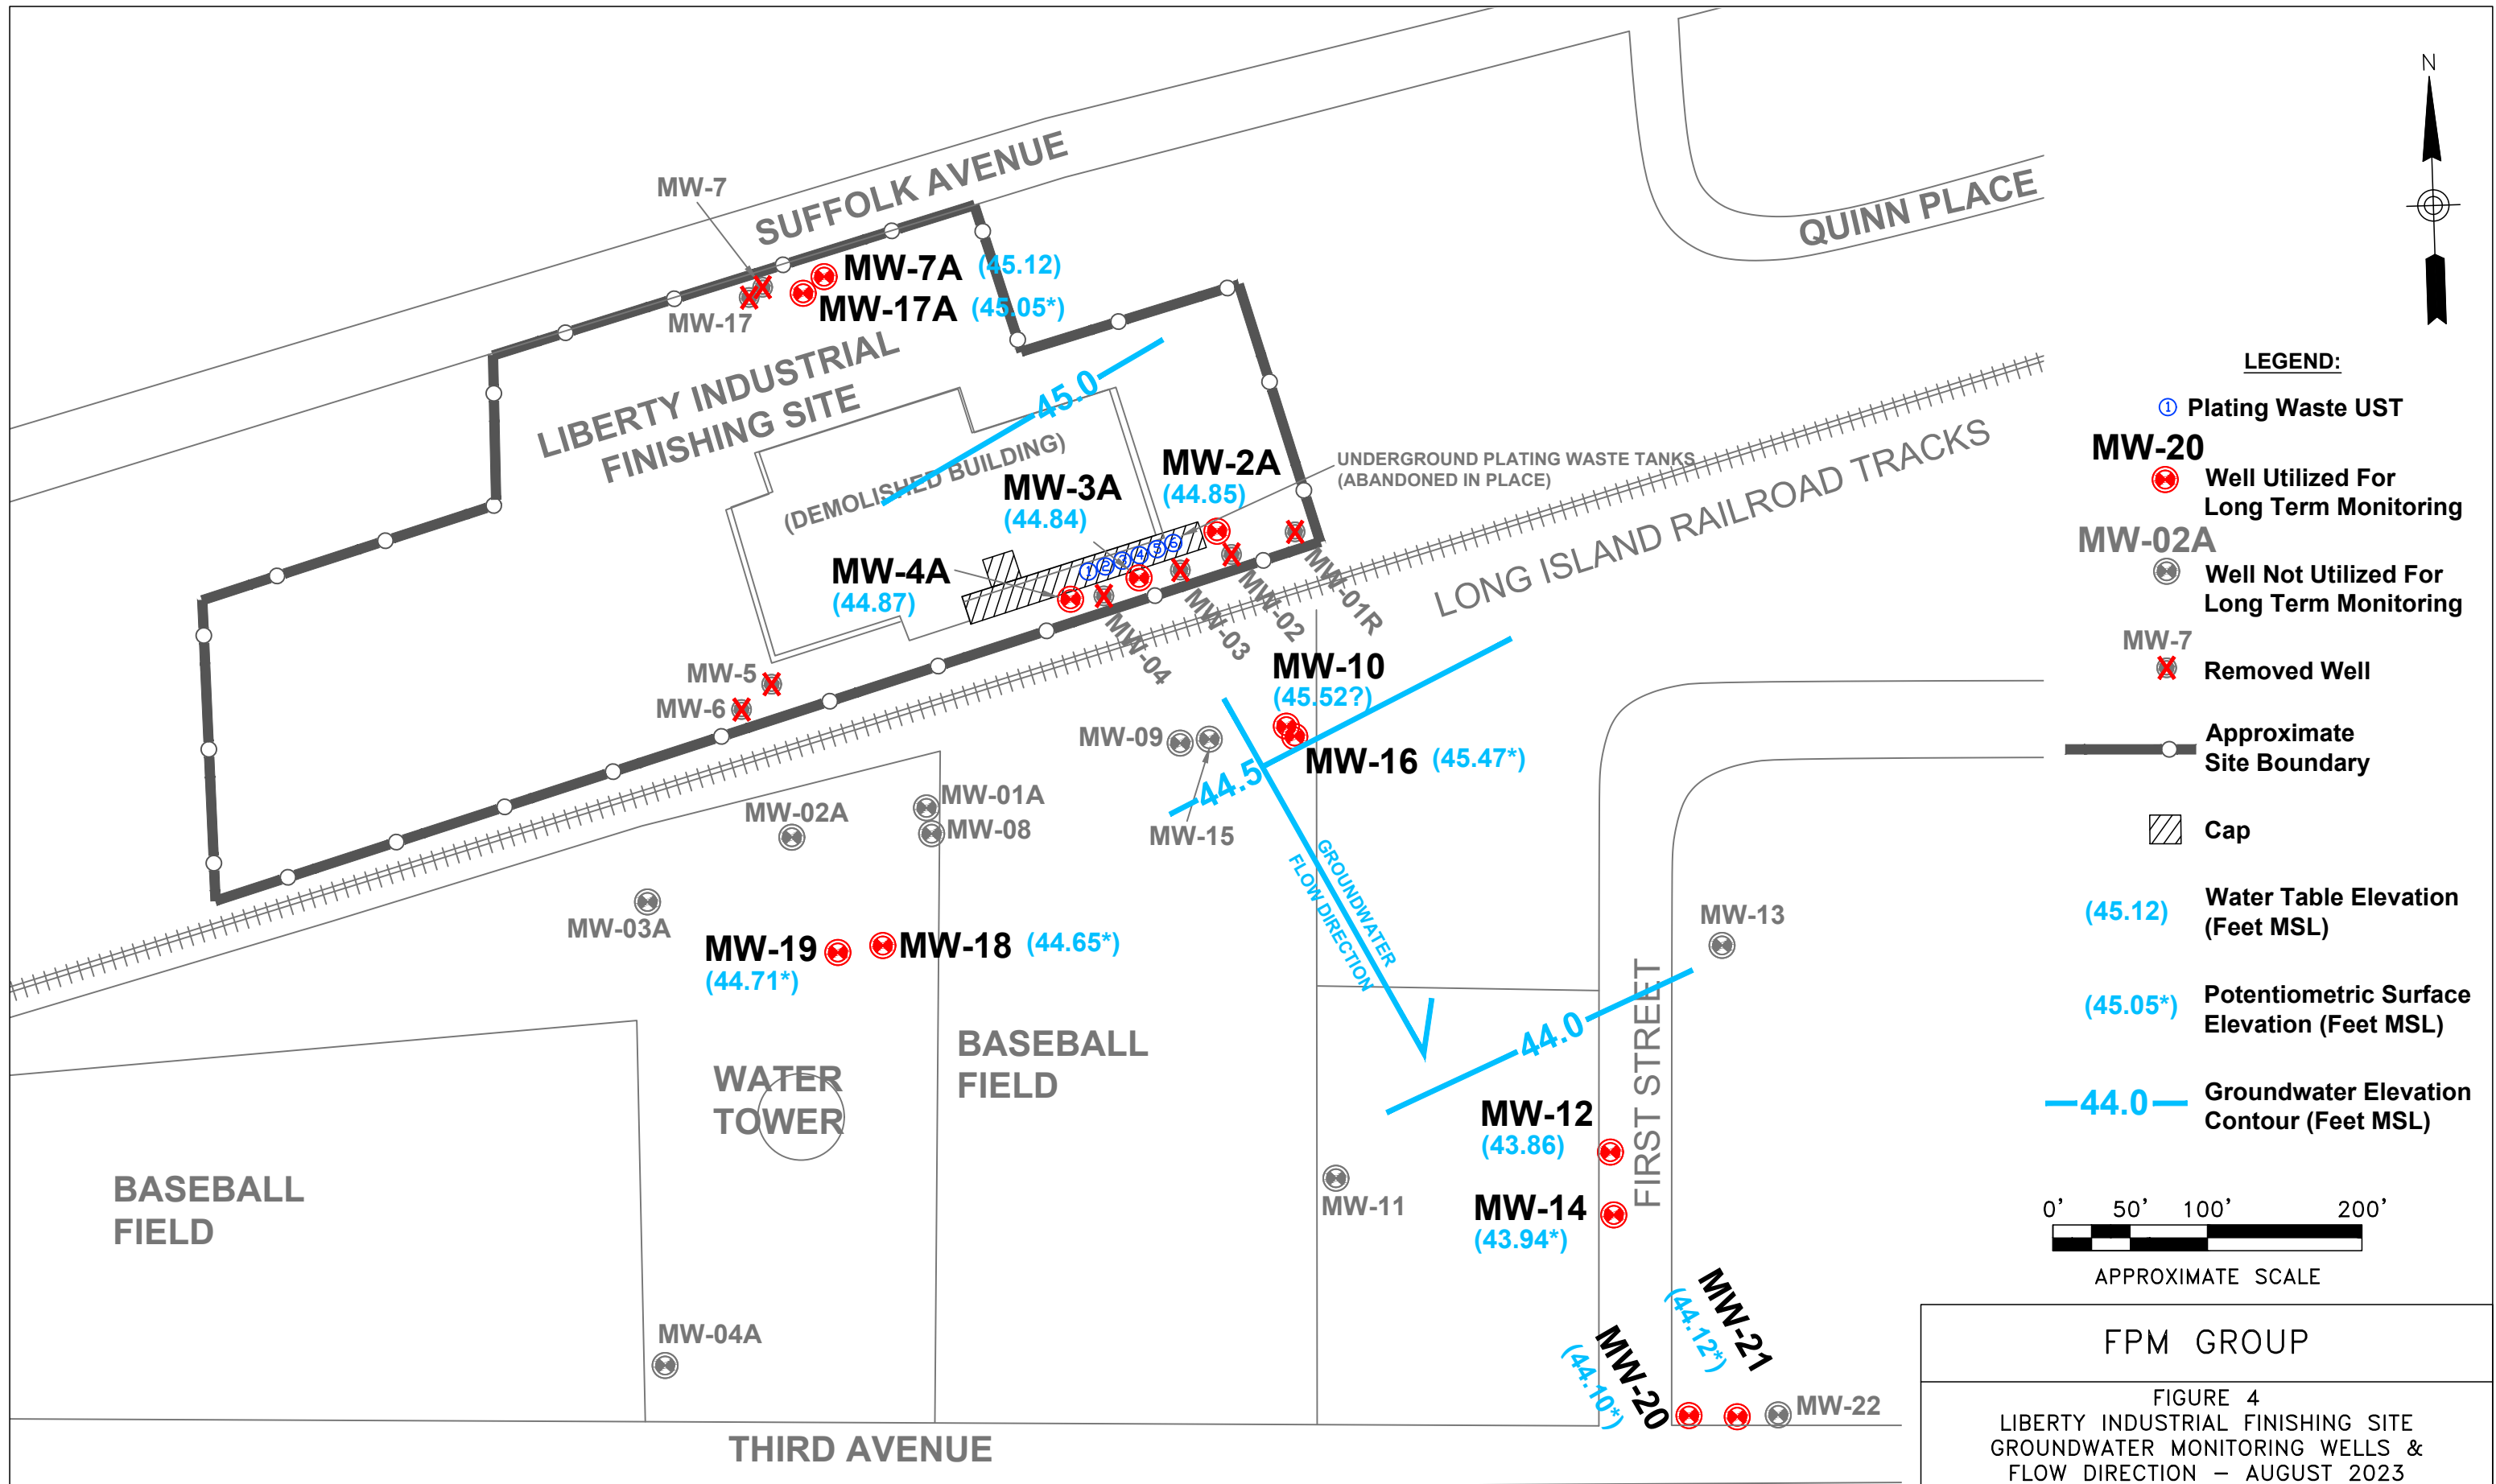 N
SUFFOLK AVENUE
QUINN PLACE
MW-7
MW-7A (45.12)
MW-17A (45.05*)
MW-17
LIBERTY INDUSTRIAL
FINISHING SITE
45.0
(DEMOLISHED BUILDING)
MW-2A
(44.85)
UNDERGROUND PLATING WASTE TANKS
(ABANDONED IN PLACE)
MW-3A
(44.84)
MW-4A
(44.87)
1 2 3 4 5 6
MW-04
MW-03
MW-02
MW-01R
LONG ISLAND RAILROAD TRACKS
MW-5
MW-6
MW-10
(45.52?)
MW-09
MW-16 (45.47*)
44.5
MW-15
MW-01A
MW-02A
MW-08
GROUNDWATER
FLOW DIRECTION
MW-03A
MW-19
(44.71*)
MW-18 (44.65*)
MW-13
44.0
FIRST STREET
BASEBALL
FIELD
WATER
TOWER
MW-12
(43.86)
MW-14
(43.94*)
MW-11
BASEBALL
FIELD
MW-04A
MW-20
(44.10*)
MW-21
(44.12*)
MW-22
THIRD AVENUE
LEGEND:
1 Plating Waste UST
MW-20
Well Utilized For
Long Term Monitoring
MW-02A
Well Not Utilized For
Long Term Monitoring
MW-7
Removed Well
Approximate
Site Boundary
Cap
(45.12) Water Table Elevation
(Feet MSL)
(45.05*) Potentiometric Surface
Elevation (Feet MSL)
44.0 Groundwater Elevation
Contour (Feet MSL)
0' 50' 100' 200'
APPROXIMATE SCALE
FPM GROUP
FIGURE 4
LIBERTY INDUSTRIAL FINISHING SITE
GROUNDWATER MONITORING WELLS &
FLOW DIRECTION – AUGUST 2023